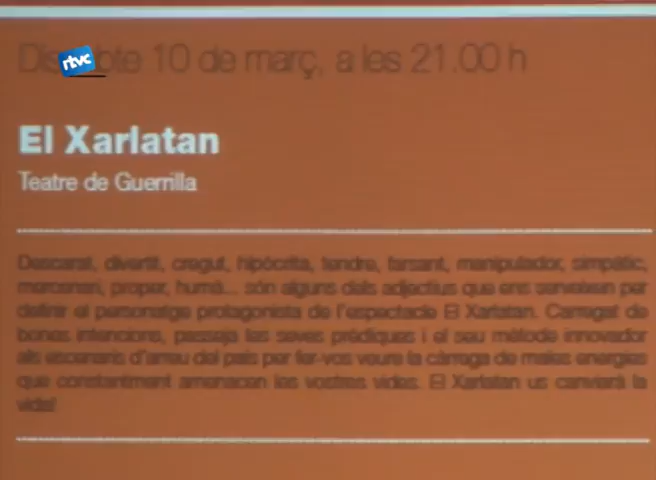 rtvc
Dissabte 10 de març, a les 21.00 h
El Xarlatan
Teatre de Guerrilla
Descarat, divertit, cregut, hipòcrita, tendre, farsant, manipulador, simpàtic,
mercenari, proper, humà... són alguns dels adjectius que ens serveixen per
definir el personatge protagonista de l'espectacle El Xarlatan. Carregat de
bones intencions, passeja les seves prèdiques i el seu mètode innovador
als escenaris d'arreu del país per fer-vos veure la càrrega de males energies
que constantment amenacen les vostres vides. El Xarlatan us canviarà la
vida!